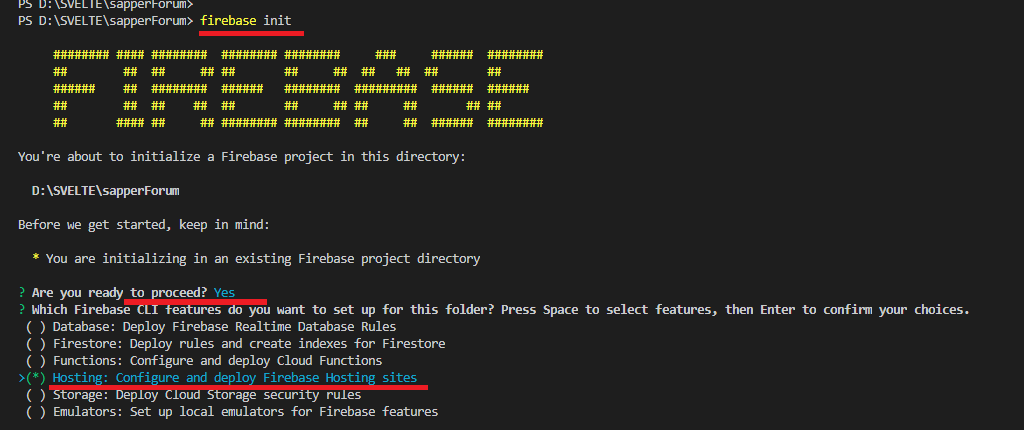 PS D:\SVELTE\sapperForum>
PS D:\SVELTE\sapperForum> firebase init
######## #### ######## ######## ######## ### ###### ########
## ## ## ## ## ## ## ## ## ## ##
###### ## ######## ###### ######## ######### ###### ######
## ## ## ## ## ## ## ## ## ## ##
## #### ## ## ######## ######## ## ## ###### ########
You're about to initialize a Firebase project in this directory:
D:\SVELTE\sapperForum
Before we get started, keep in mind:
* You are initializing in an existing Firebase project directory
? Are you ready to proceed? Yes
? Which Firebase CLI features do you want to set up for this folder? Press Space to select features, then Enter to confirm your choices.
( ) Database: Deploy Firebase Realtime Database Rules
( ) Firestore: Deploy rules and create indexes for Firestore
( ) Functions: Configure and deploy Cloud Functions
>(*) Hosting: Configure and deploy Firebase Hosting sites
( ) Storage: Deploy Cloud Storage security rules
( ) Emulators: Set up local emulators for Firebase features